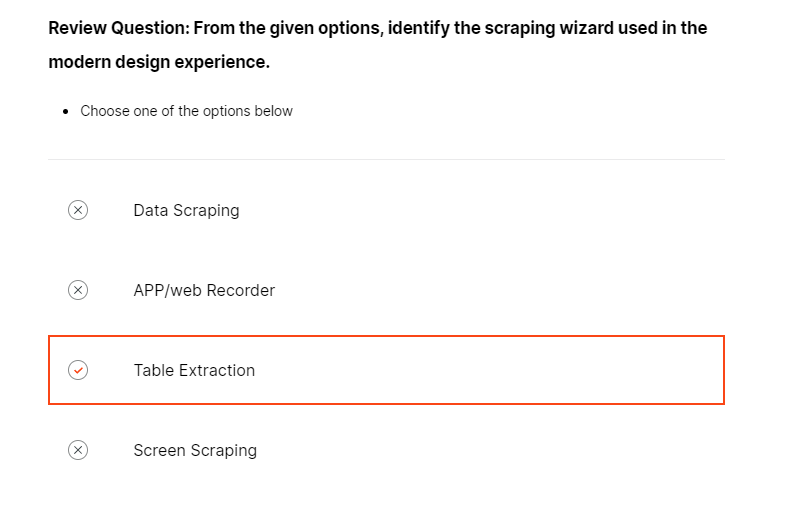 Review Question: From the given options, identify the scraping wizard used in the
modern design experience.
• Choose one of the options below
Data Scraping
APP/web Recorder
Table Extraction
Screen Scraping